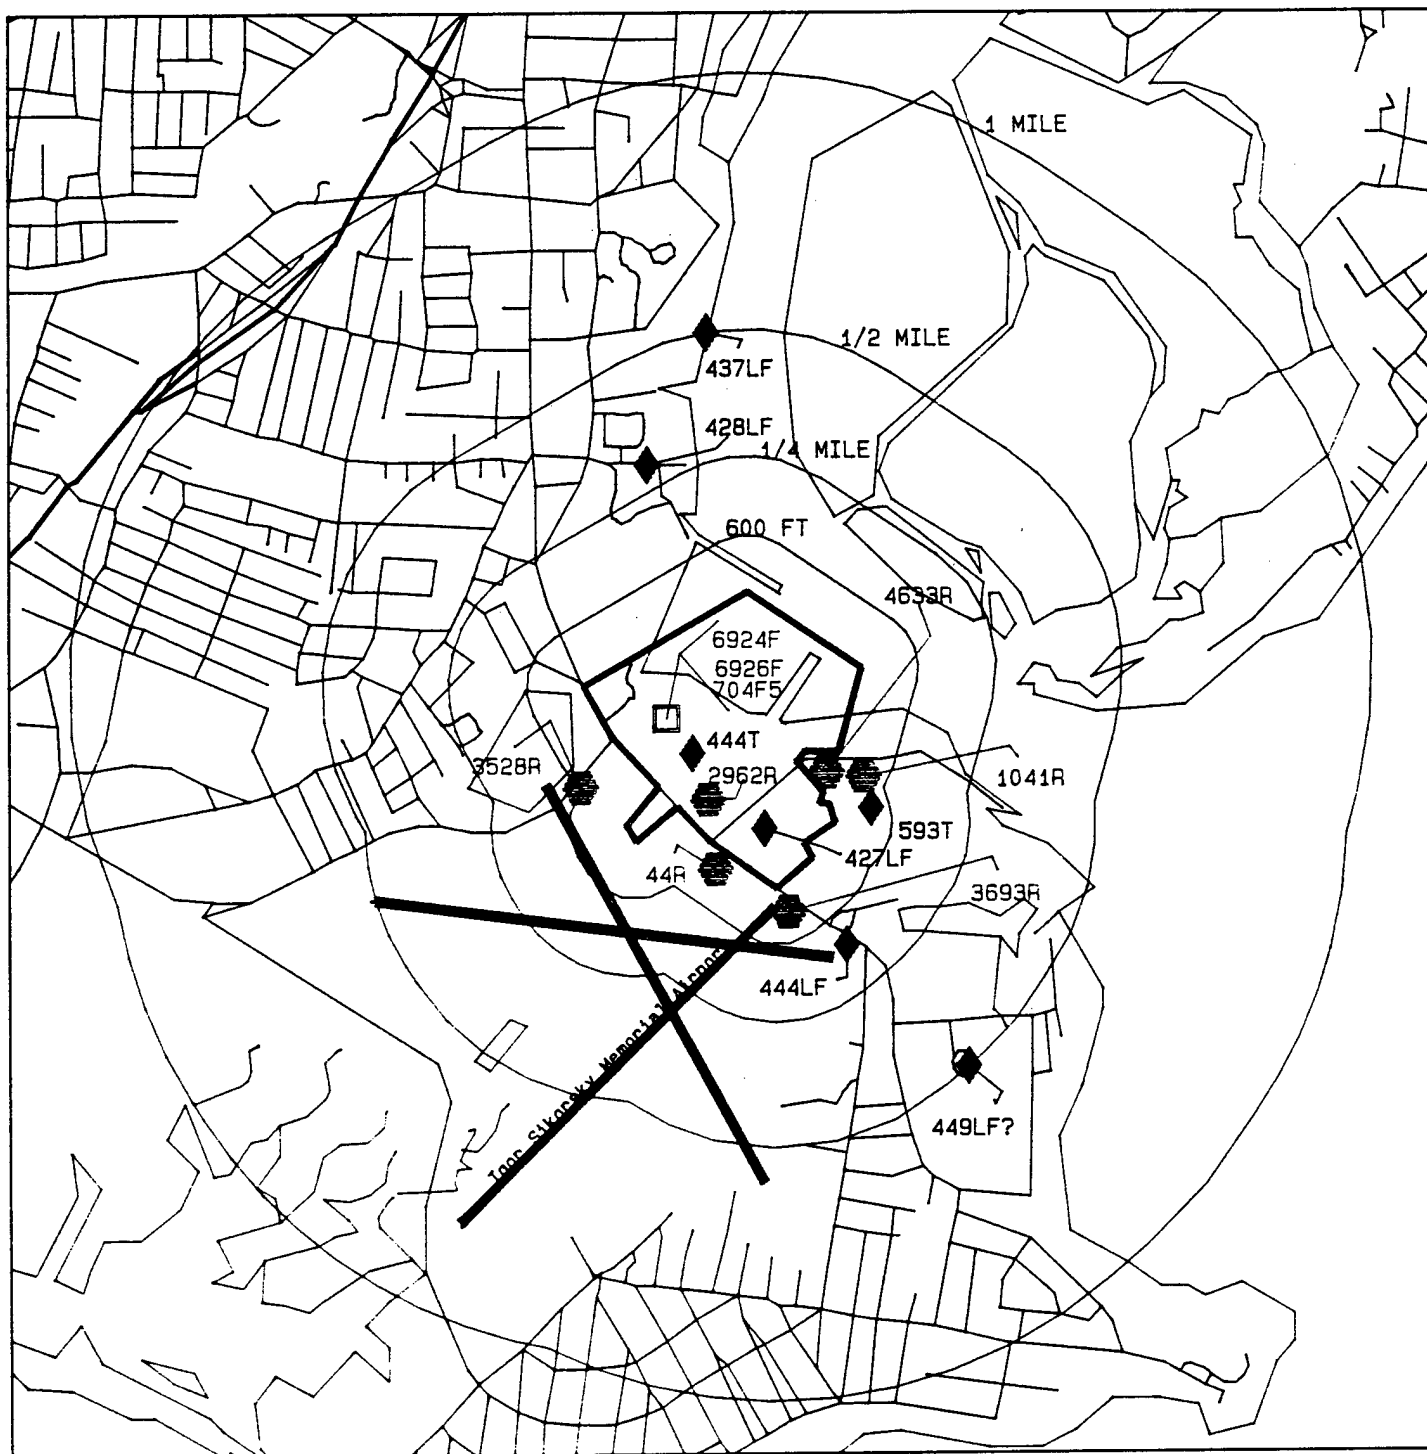 1 MILE
1/2 MILE
437LF
428LF
1/4 MILE
600 FT
4633R
6924F
6926F
704F5
444T
3528R
2962R
1041R
593T
427LF
44R
3693R
444LF
Igor Sikorsky Memorial Airport
449LF?